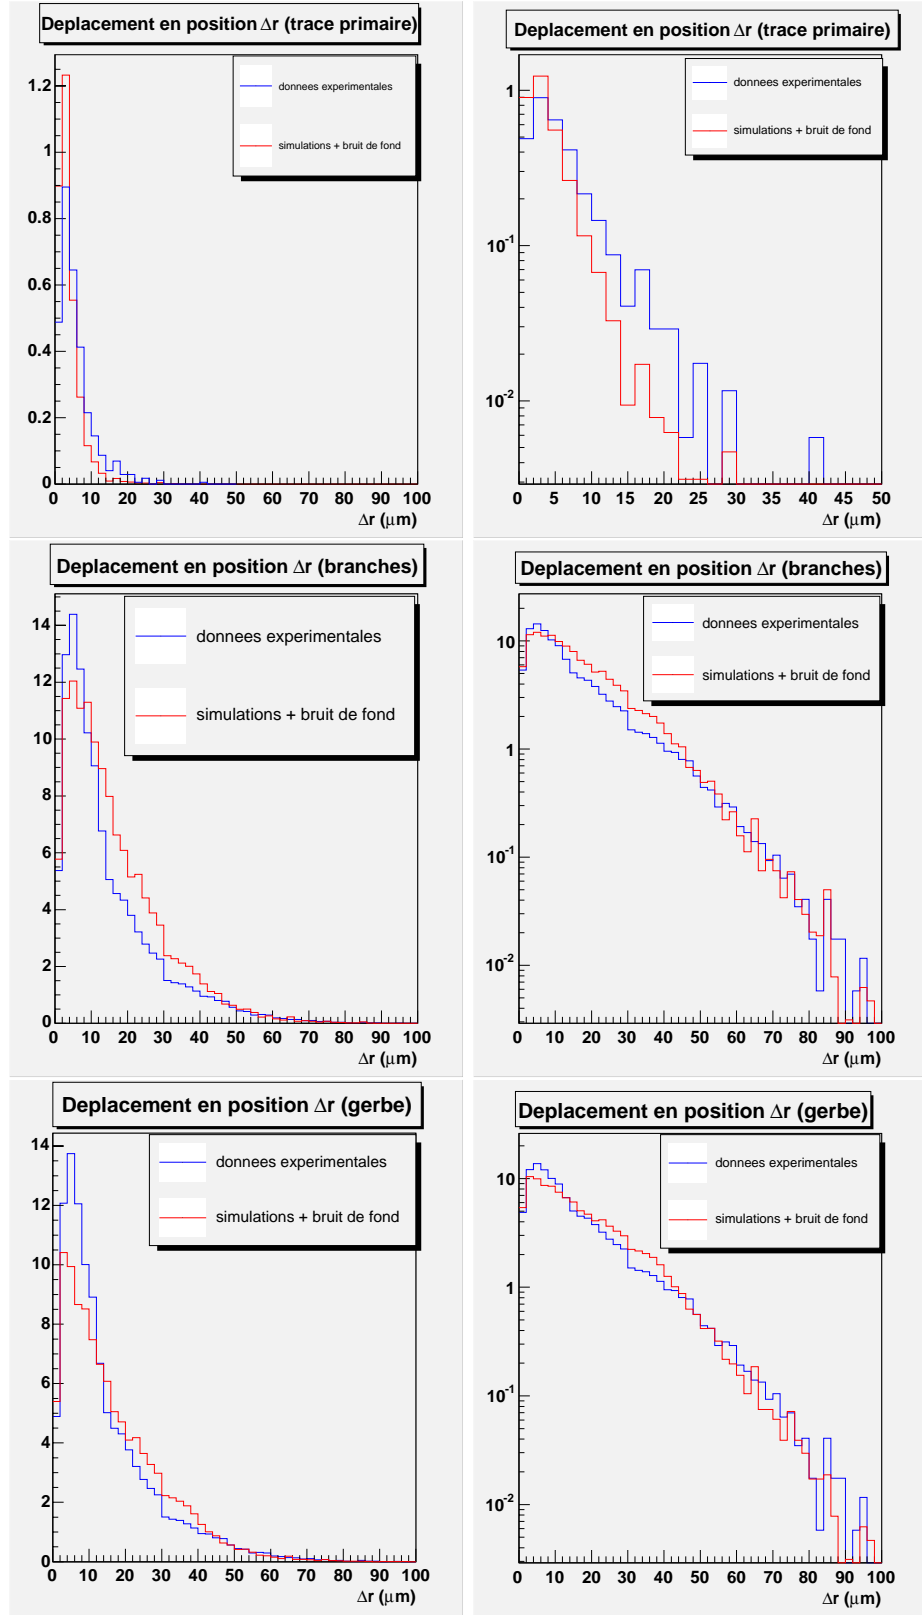 Deplacement en position Δr (trace primaire)
donnees experimentales
simulations + bruit de fond
1.2
1
0.8
0.6
0.4
0.2
0
0 10 20 30 40 50 60 70 80 90 100
Δr (μm)
Deplacement en position Δr (trace primaire)
donnees experimentales
simulations + bruit de fond
1
10⁻¹
10⁻²
0 5 10 15 20 25 30 35 40 45 50
Δr (μm)
Deplacement en position Δr (branches)
donnees experimentales
simulations + bruit de fond
14
12
10
8
6
4
2
0
0 10 20 30 40 50 60 70 80 90 100
Δr (μm)
Deplacement en position Δr (branches)
donnees experimentales
simulations + bruit de fond
10
1
10⁻¹
10⁻²
0 10 20 30 40 50 60 70 80 90 100
Δr (μm)
Deplacement en position Δr (gerbe)
donnees experimentales
simulations + bruit de fond
14
12
10
8
6
4
2
0
0 10 20 30 40 50 60 70 80 90 100
Δr (μm)
Deplacement en position Δr (gerbe)
donnees experimentales
simulations + bruit de fond
10
1
10⁻¹
10⁻²
0 10 20 30 40 50 60 70 80 90 100
Δr (μm)